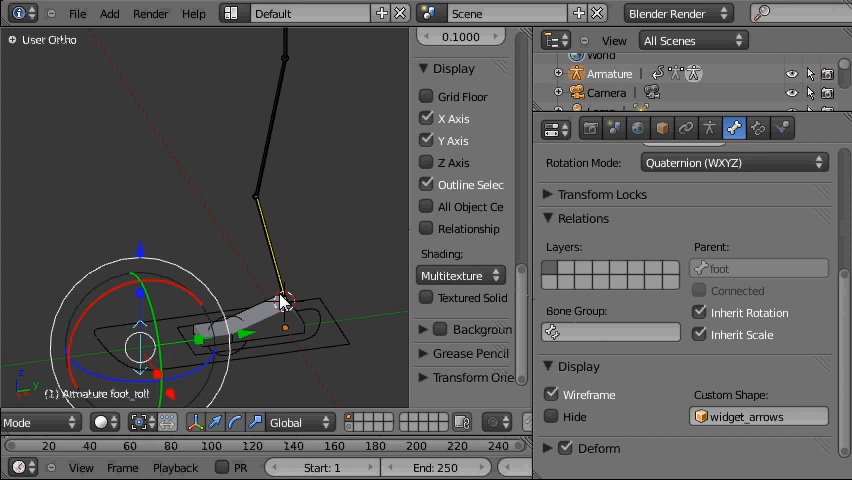 File Add Render Help Default Scene Blender Render
User Ortho
0.1000
Display
Grid Floor
X Axis
Y Axis
Z Axis
Outline Selec
All Object Ce
Relationship
Shading:
Multitexture
Textured Solid
Backgroun
Grease Pencil
Transform Orie
View All Scenes
World
Armature
Camera
Rotation Mode: Quaternion (WXYZ)
Transform Locks
Relations
Layers: Parent:
foot
Connected
Bone Group: Inherit Rotation
Inherit Scale
Display
Wireframe Custom Shape:
Hide widget_arrows
Deform
z
y
(1) Armature foot_roll
Mode Global
20 40 60 80 100 120 140 160 180 200 220 240
View Frame Playback PR Start: 1 End: 250